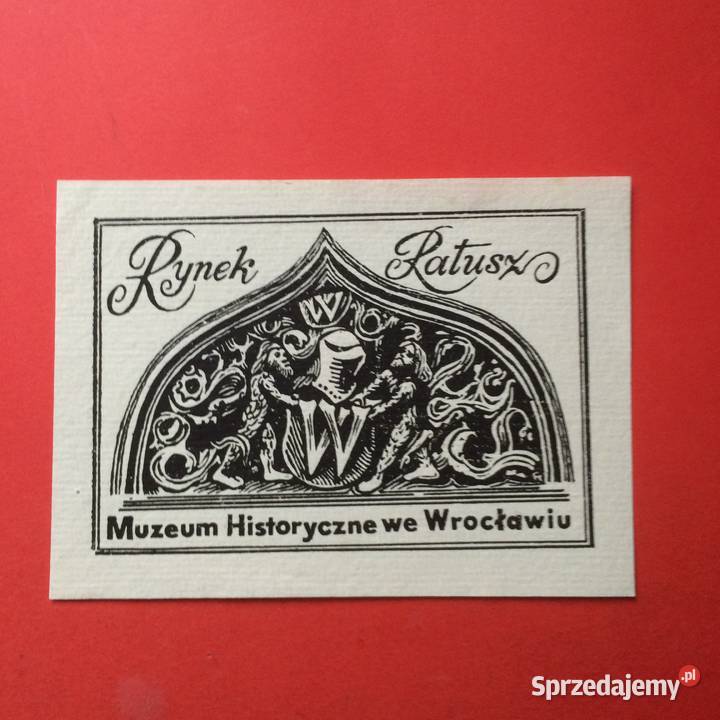 Rynek Ratusz
W
W
Muzeum Historyczne we Wrocławiu
Sprzedajemy.pl